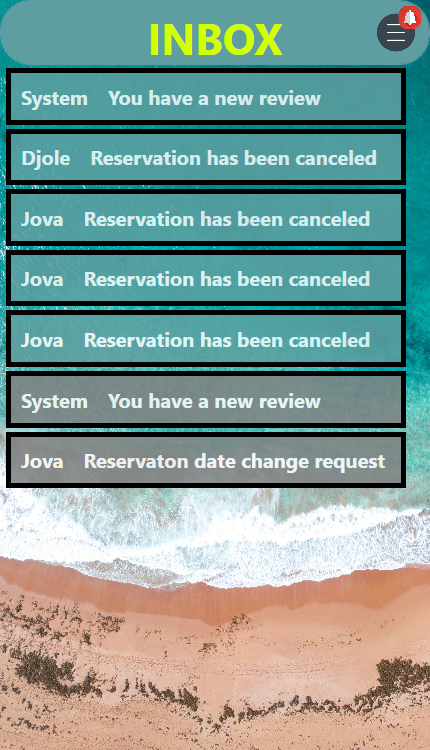 INBOX
System You have a new review
Djole Reservation has been canceled
Jova Reservation has been canceled
Jova Reservation has been canceled
Jova Reservation has been canceled
System You have a new review
Jova Reservaton date change request